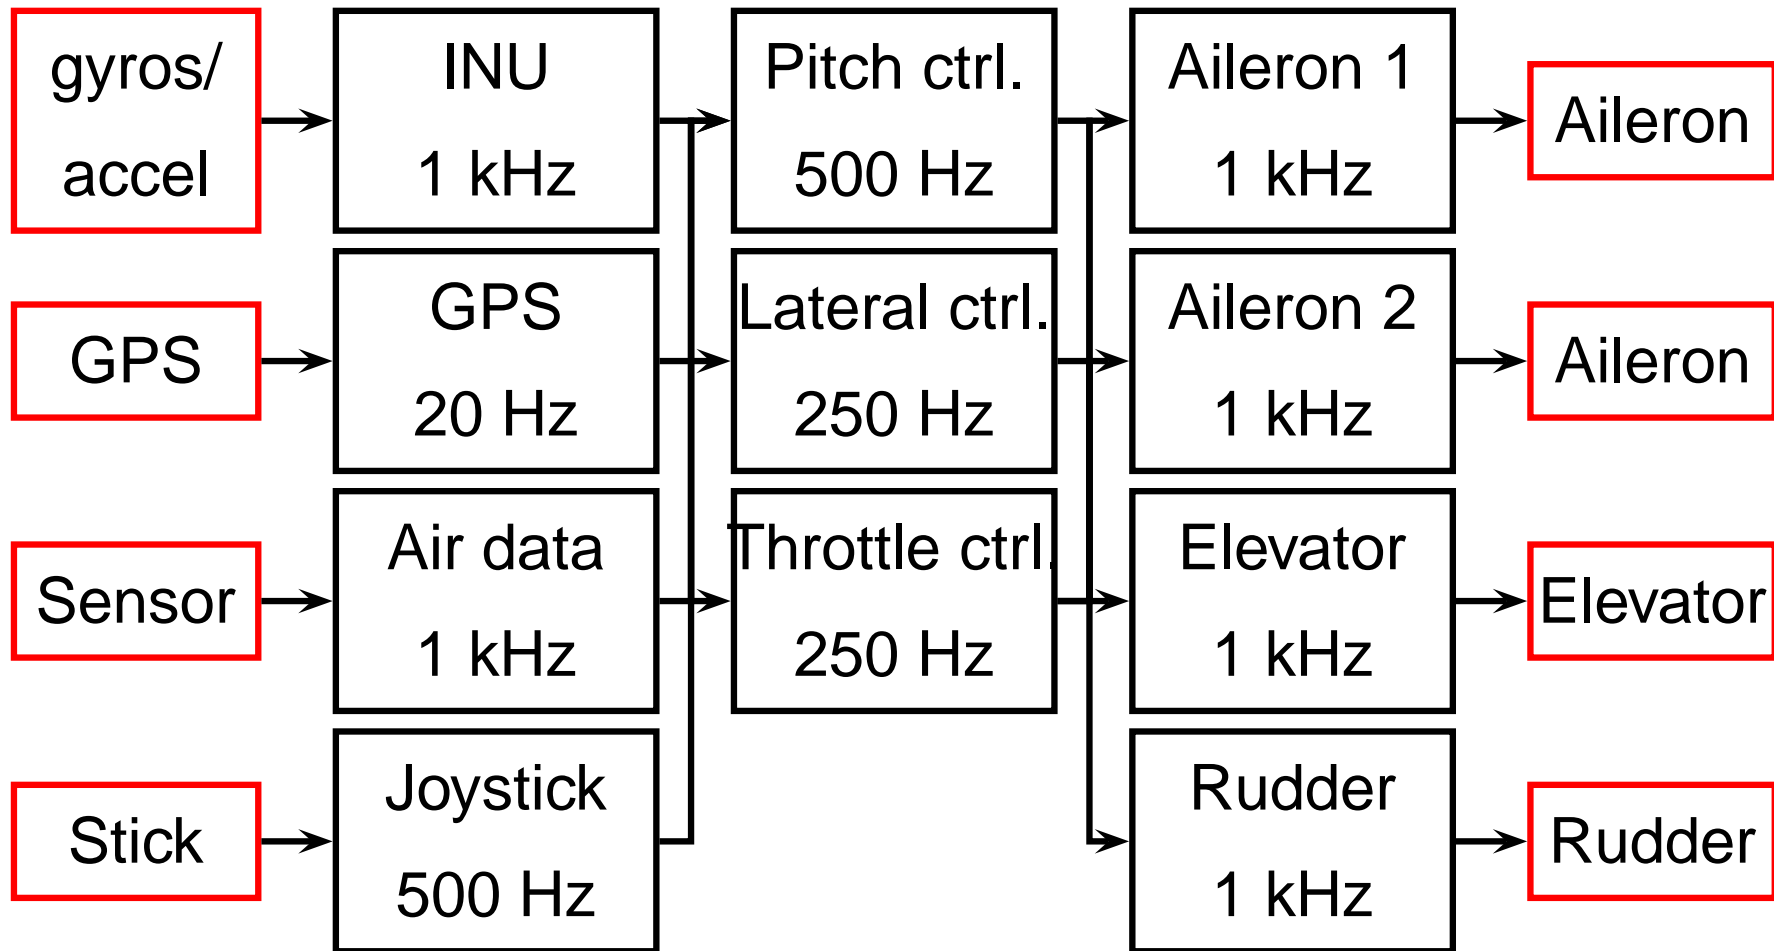 gyros/
accel
INU
1 kHz
Pitch ctrl.
500 Hz
Aileron 1
1 kHz
Aileron
GPS
GPS
20 Hz
Lateral ctrl.
250 Hz
Aileron 2
1 kHz
Aileron
Sensor
Air data
1 kHz
Throttle ctrl.
250 Hz
Elevator
1 kHz
Elevator
Stick
Joystick
500 Hz
Rudder
1 kHz
Rudder